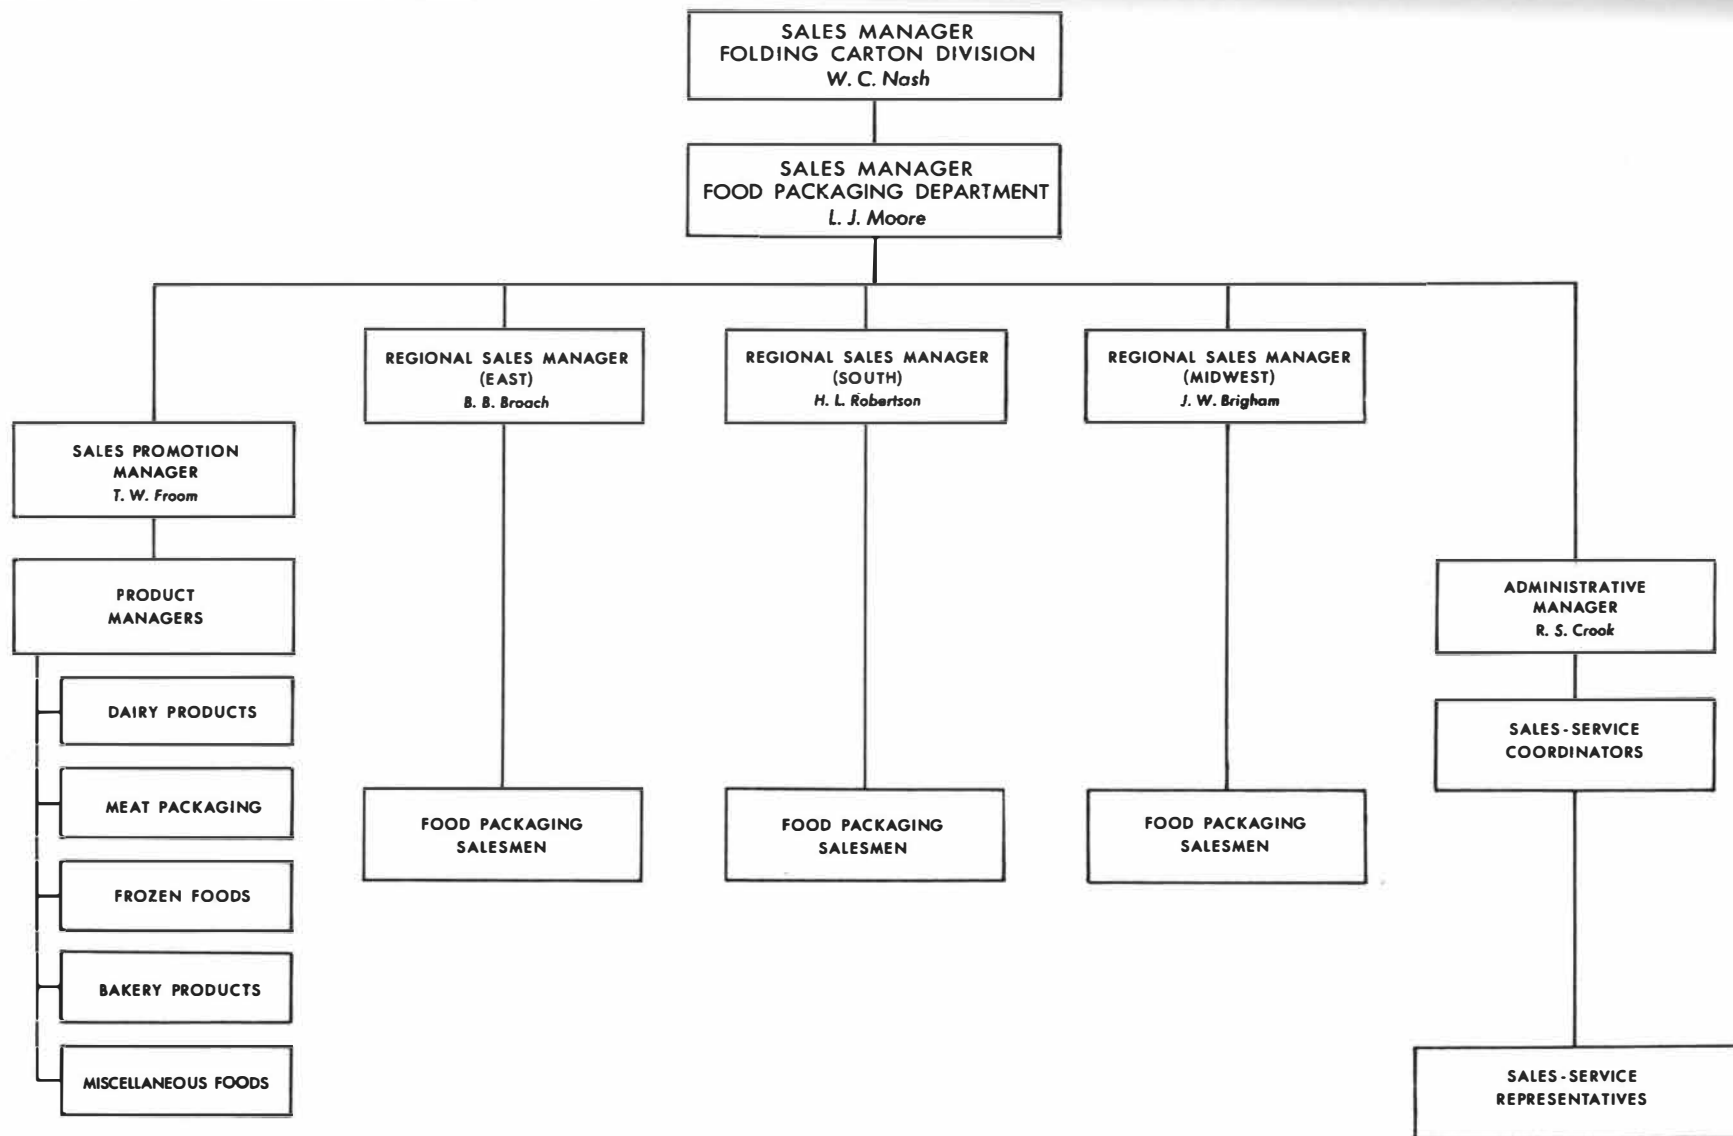 SALES MANAGER
FOLDING CARTON DIVISION
W. C. Nash
SALES MANAGER
FOOD PACKAGING DEPARTMENT
L. J. Moore
REGIONAL SALES MANAGER
(EAST)
B. B. Broach
REGIONAL SALES MANAGER
(SOUTH)
H. L. Robertson
REGIONAL SALES MANAGER
(MIDWEST)
J. W. Brigham
SALES PROMOTION
MANAGER
T. W. Froom
PRODUCT
MANAGERS
ADMINISTRATIVE
MANAGER
R. S. Crook
DAIRY PRODUCTS
MEAT PACKAGING
FROZEN FOODS
BAKERY PRODUCTS
MISCELLANEOUS FOODS
FOOD PACKAGING
SALESMEN
FOOD PACKAGING
SALESMEN
FOOD PACKAGING
SALESMEN
SALES-SERVICE
COORDINATORS
SALES-SERVICE
REPRESENTATIVES